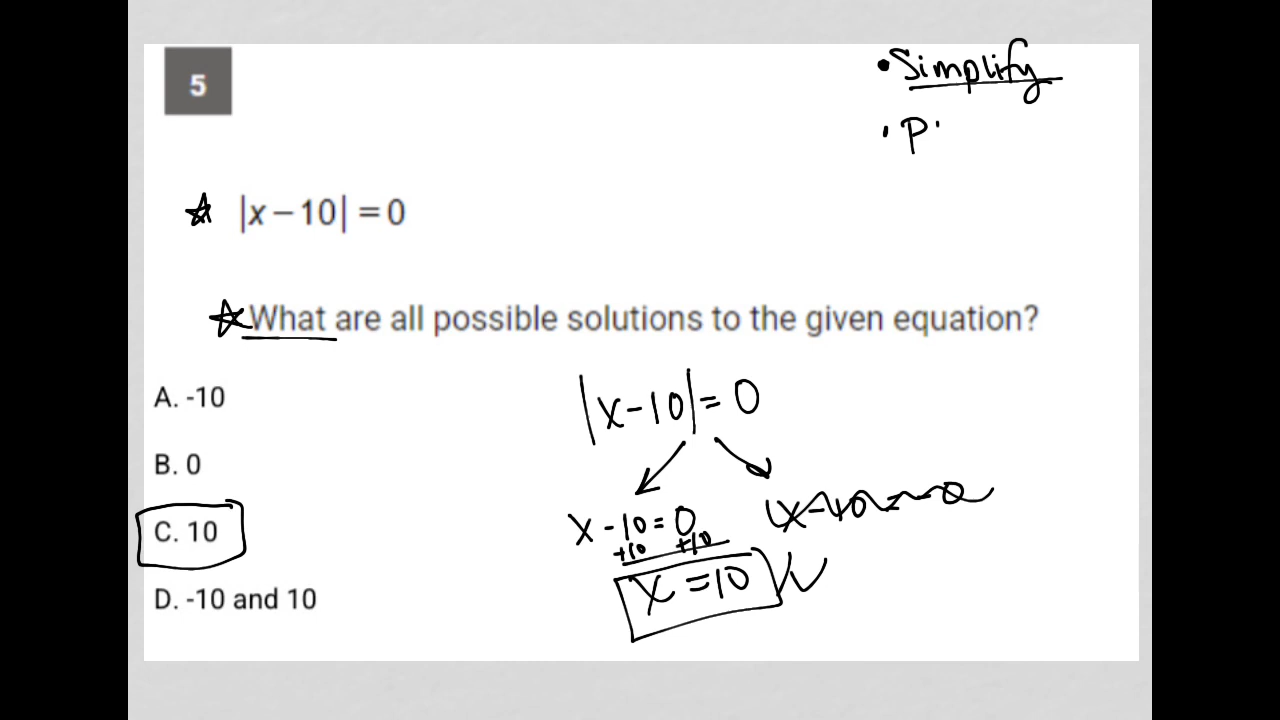 5
• Simplify
• P
|x – 10| = 0
What are all possible solutions to the given equation?
A. -10
B. 0
C. 10
D. -10 and 10
|x-10| = 0
x-10=0
+10 +10
x=10